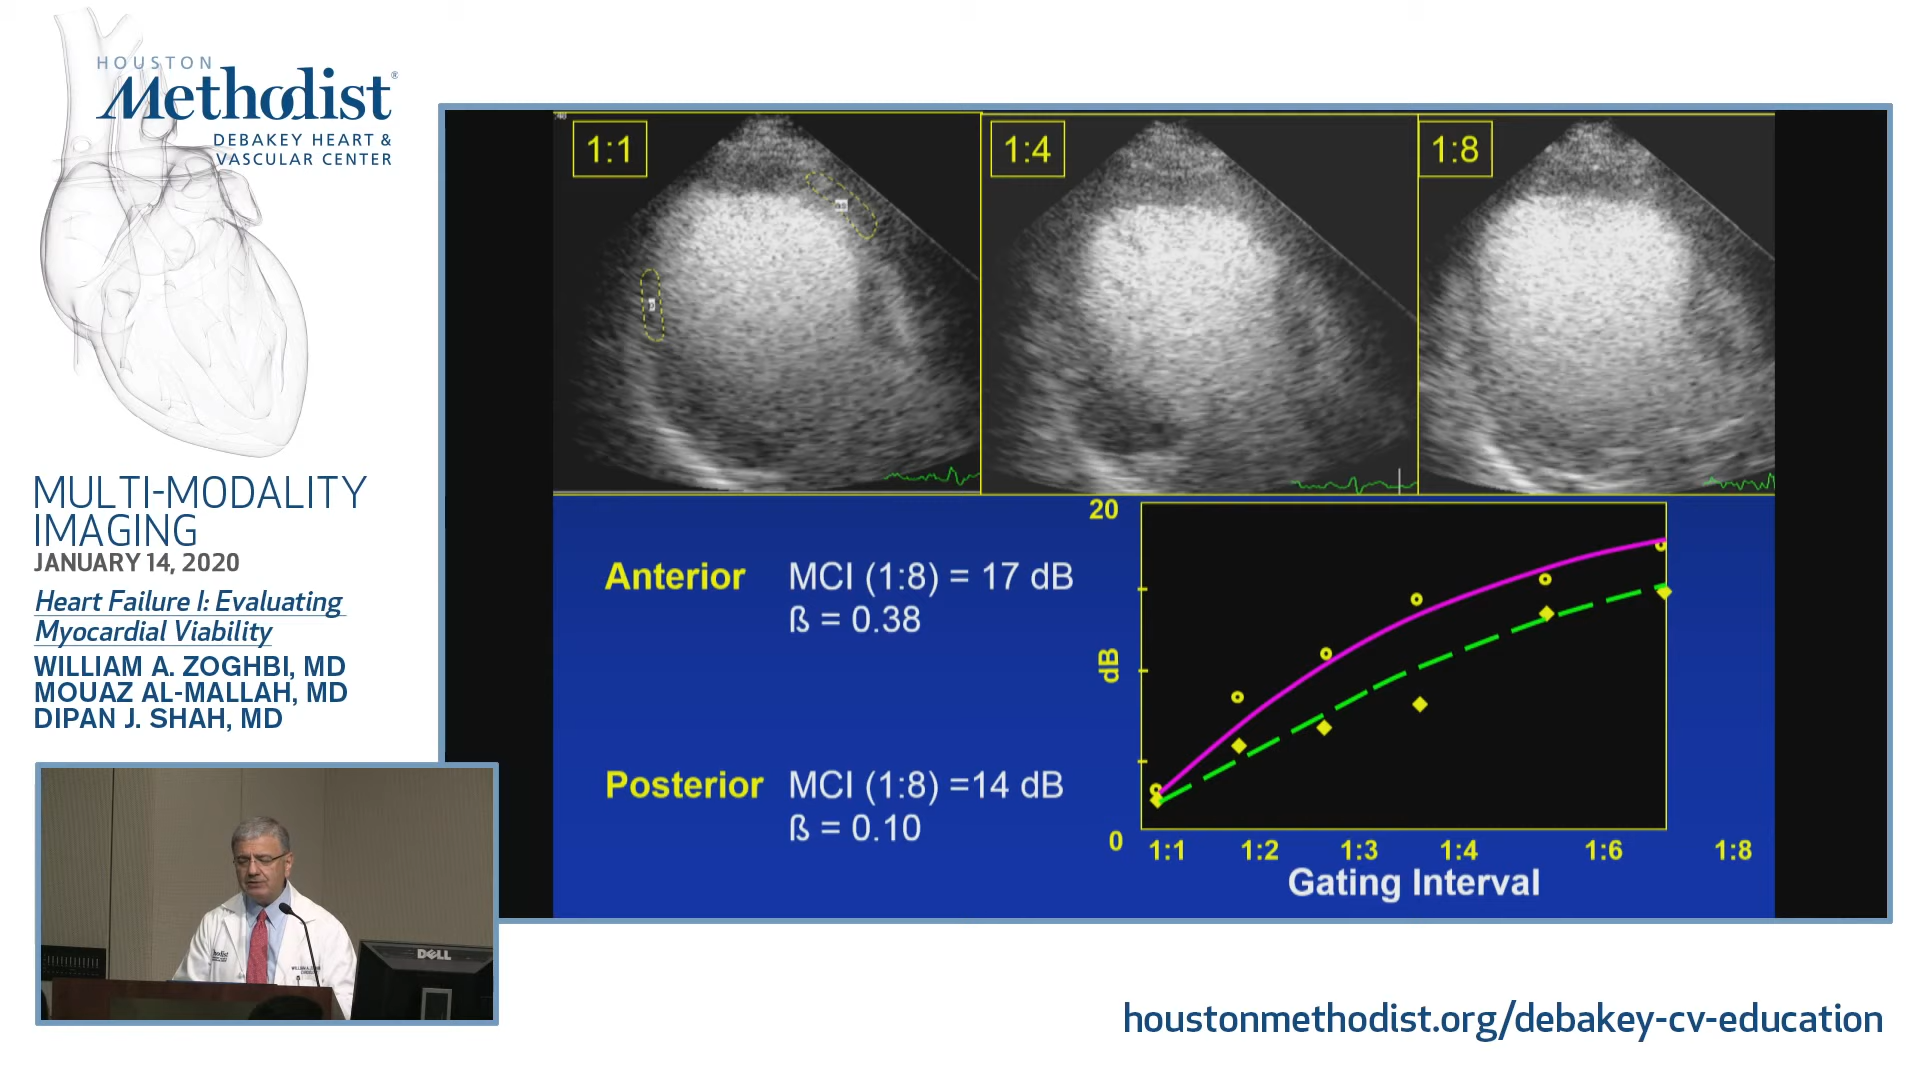 HOUSTON
Methodist®
DEBAKEY HEART &
VASCULAR CENTER
MULTI-MODALITY
IMAGING
JANUARY 14, 2020
Heart Failure I: Evaluating
Myocardial Viability
WILLIAM A. ZOGHBI, MD
MOUAZ AL-MALLAH, MD
DIPAN J. SHAH, MD
1:1
1:4
1:8
Anterior MCI (1:8) = 17 dB
ß = 0.38
Posterior MCI (1:8) =14 dB
ß = 0.10
20
dB
0
1:1 1:2 1:3 1:4 1:6 1:8
Gating Interval
DELL
houstonmethodist.org/debakey-cv-education